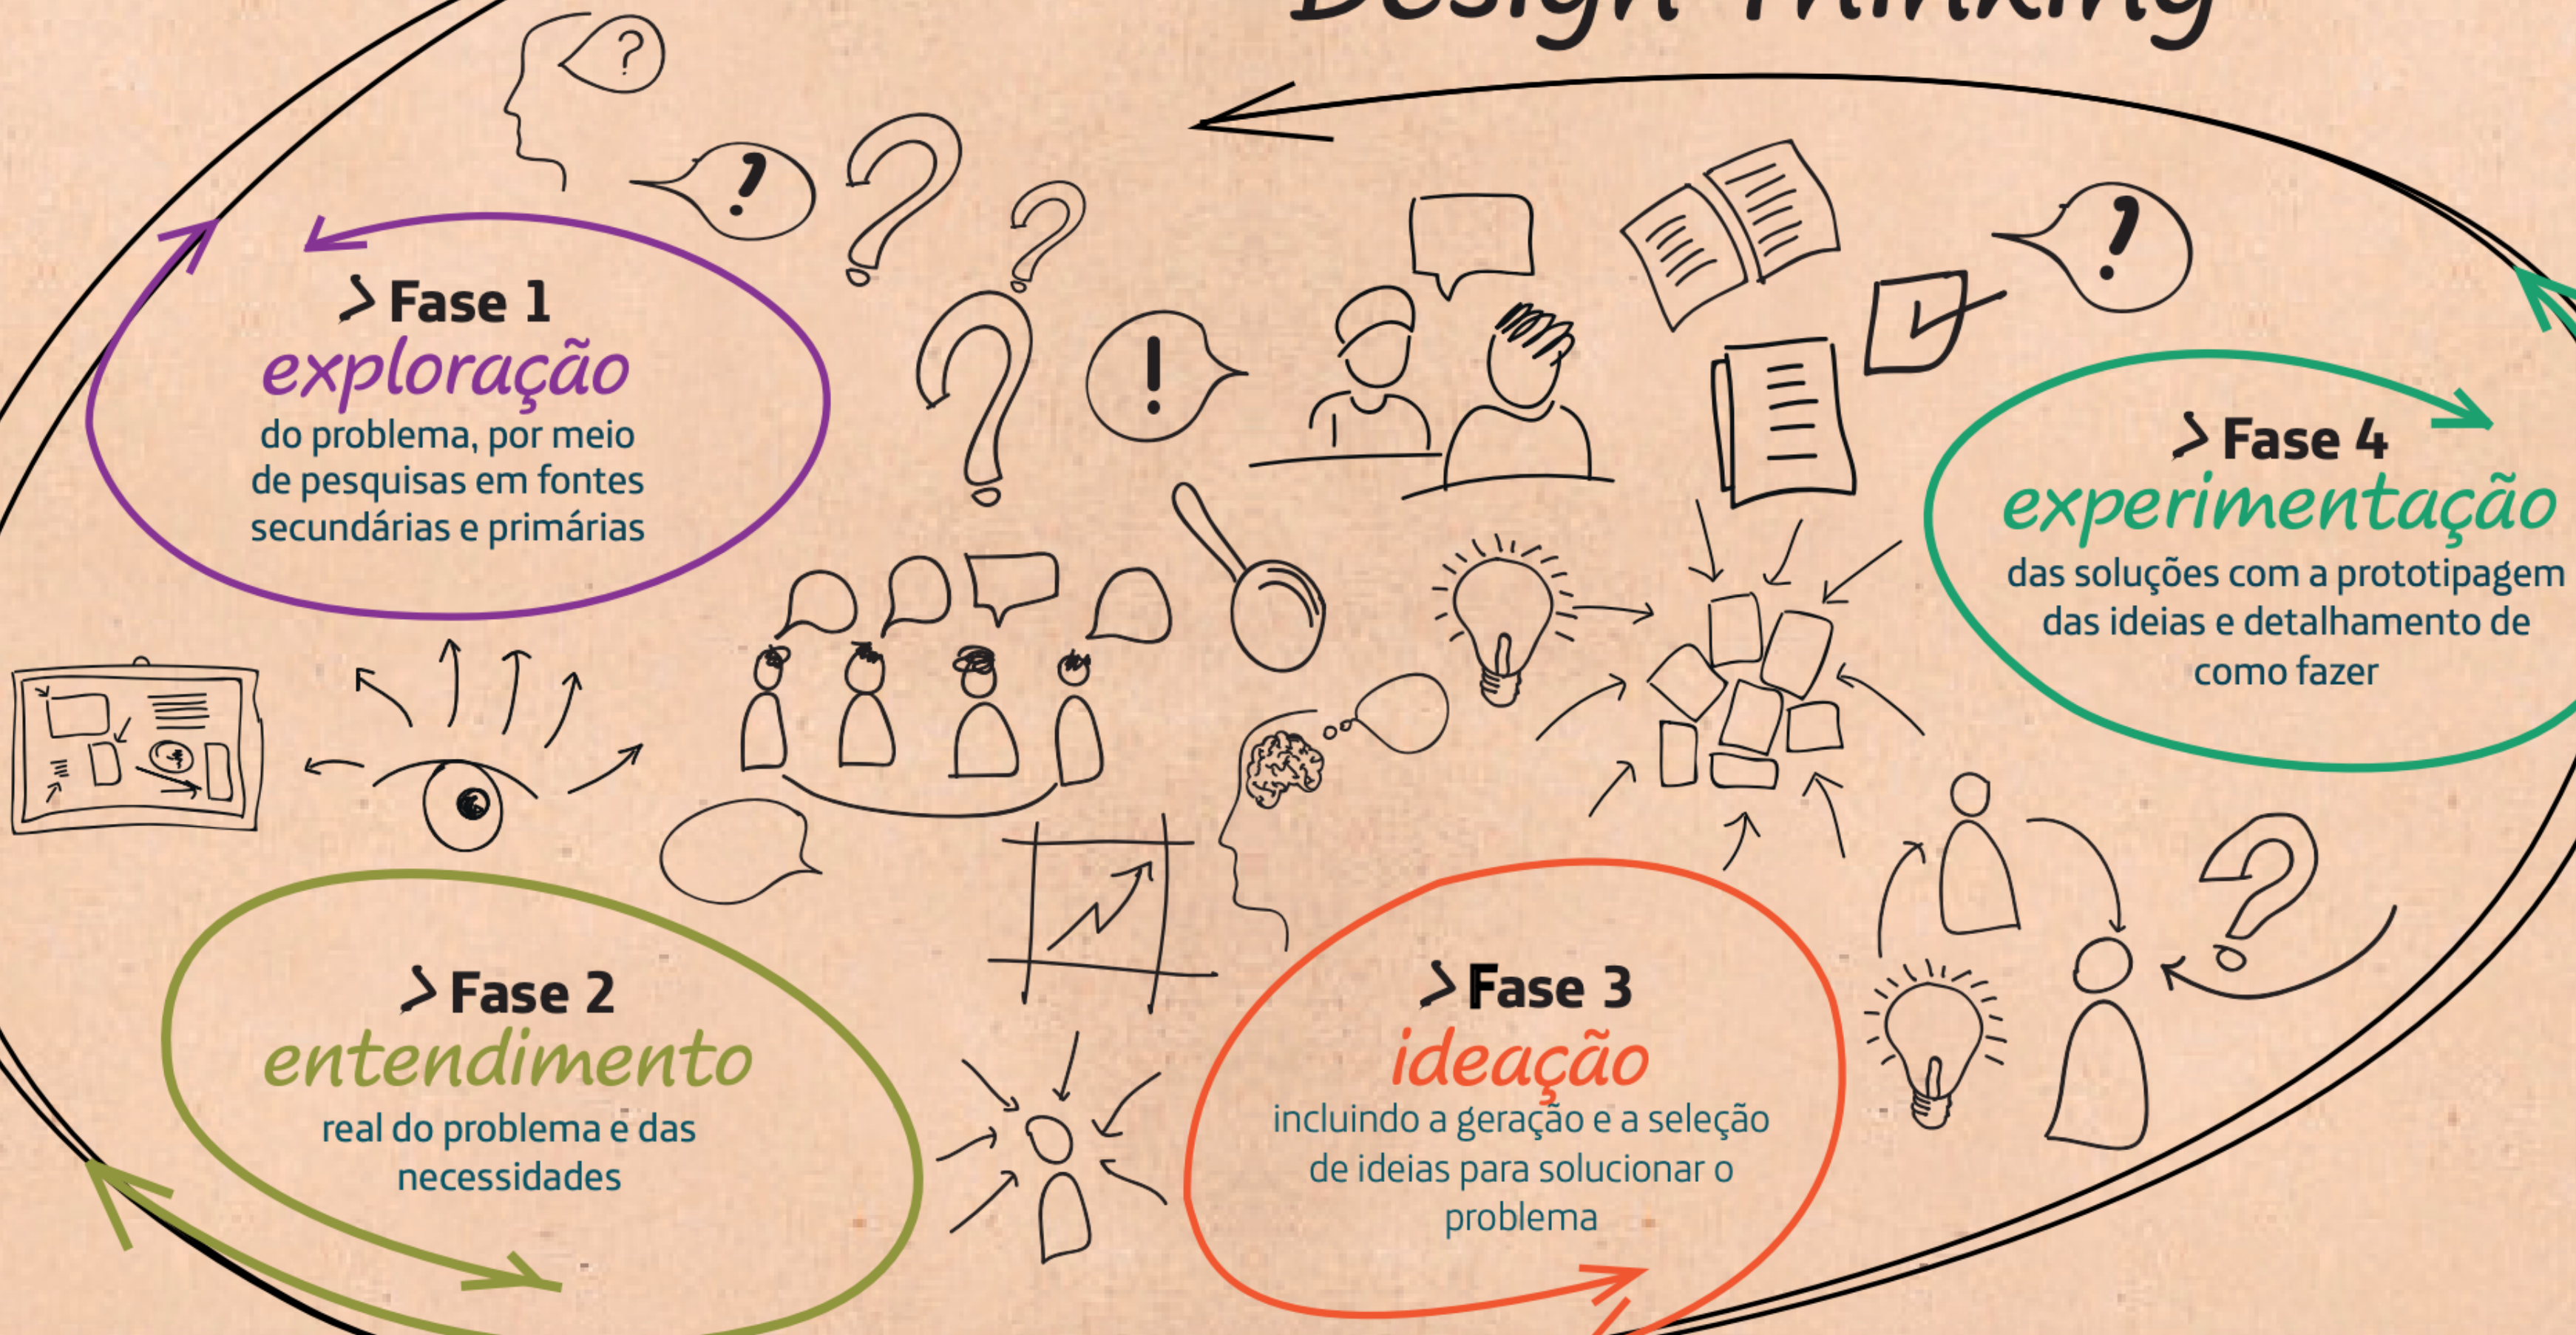 Design Thinking
> Fase 1
exploração
do problema, por meio
de pesquisas em fontes
secundárias e primárias
> Fase 2
entendimento
real do problema e das
necessidades
> Fase 3
ideação
incluindo a geração e a seleção
de ideias para solucionar o
problema
> Fase 4
experimentação
das soluções com a prototipagem
das ideias e detalhamento de
como fazer